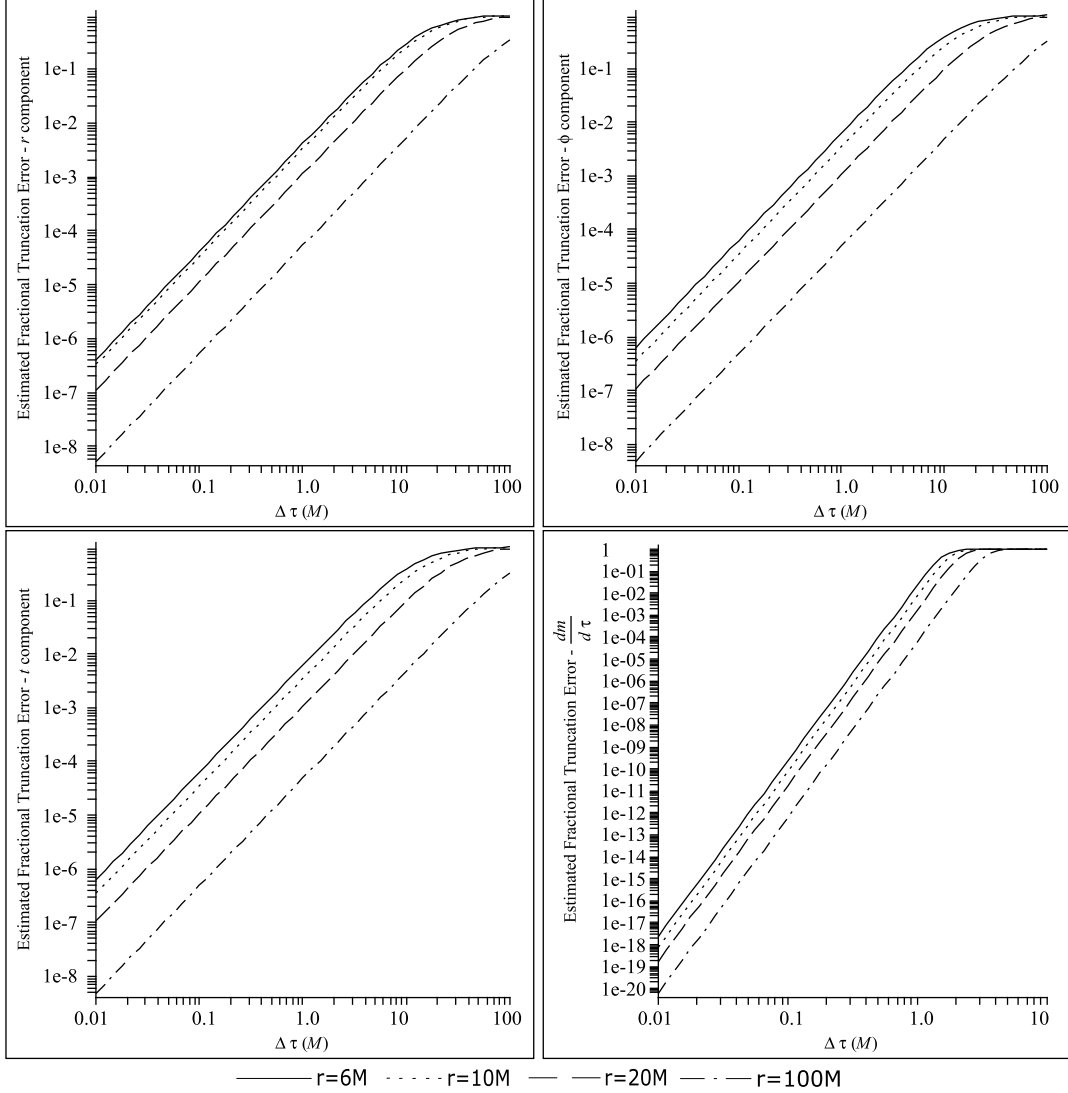 Estimated Fractional Truncation Error - r component
1e-1
1e-2
1e-3
1e-4
1e-5
1e-6
1e-7
1e-8
0.01 0.1 1.0 10 100
Δ τ (M)
Estimated Fractional Truncation Error - ϕ component
1e-1
1e-2
1e-3
1e-4
1e-5
1e-6
1e-7
1e-8
0.01 0.1 1.0 10 100
Δ τ (M)
Estimated Fractional Truncation Error - t component
1e-1
1e-2
1e-3
1e-4
1e-5
1e-6
1e-7
1e-8
0.01 0.1 1.0 10 100
Δ τ (M)
Estimated Fractional Truncation Error - dm/d τ
1
1e-01
1e-02
1e-03
1e-04
1e-05
1e-06
1e-07
1e-08
1e-09
1e-10
1e-11
1e-12
1e-13
1e-14
1e-15
1e-16
1e-17
1e-18
1e-19
1e-20
0.01 0.1 1.0 10
Δ τ (M)
r=6M r=10M r=20M r=100M